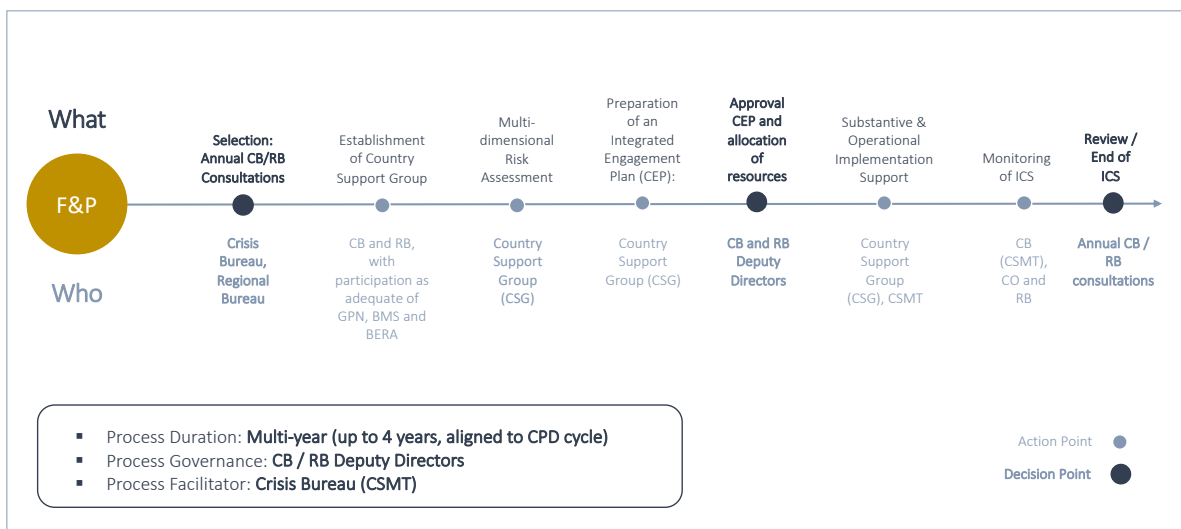 What
F&P
Who
Selection:
Annual CB/RB
Consultations
Crisis
Bureau,
Regional
Bureau
Establishment
of Country
Support Group
CB and RB,
with
participation as
adequate of
GPN, BMS and
BERA
Multi-
dimensional
Risk
Assessment
Country
Support
Group
(CSG)
Preparation
of an
Integrated
Engagement
Plan (CEP):
Country
Support
Group (CSG)
Approval
CEP and
allocation
of
resources
CB and RB
Deputy
Directors
Substantive &
Operational
Implementation
Support
Country
Support
Group
(CSG), CSMT
Monitoring
of ICS
CB
(CSMT),
CO and
RB
Review /
End of
ICS
Annual CB /
RB
consultations
▪ Process Duration: Multi-year (up to 4 years, aligned to CPD cycle)
▪ Process Governance: CB / RB Deputy Directors
▪ Process Facilitator: Crisis Bureau (CSMT)
Action Point
Decision Point